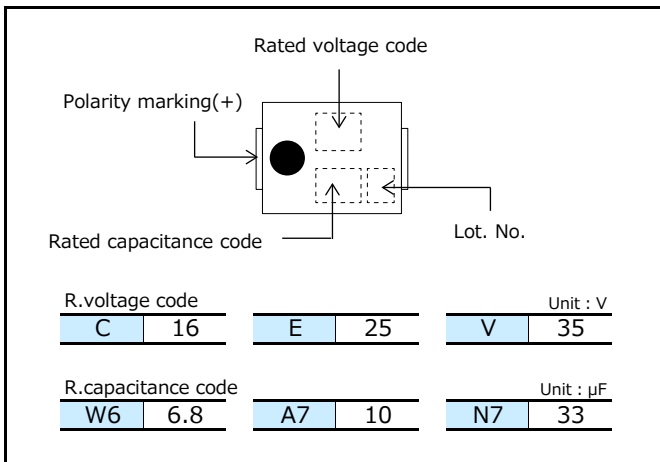 Rated voltage code
Polarity marking(+)
Rated capacitance code
Lot. No.
R.voltage code Unit : V
C 16 E 25 V 35
R.capacitance code Unit : µF
W6 6.8 A7 10 N7 33